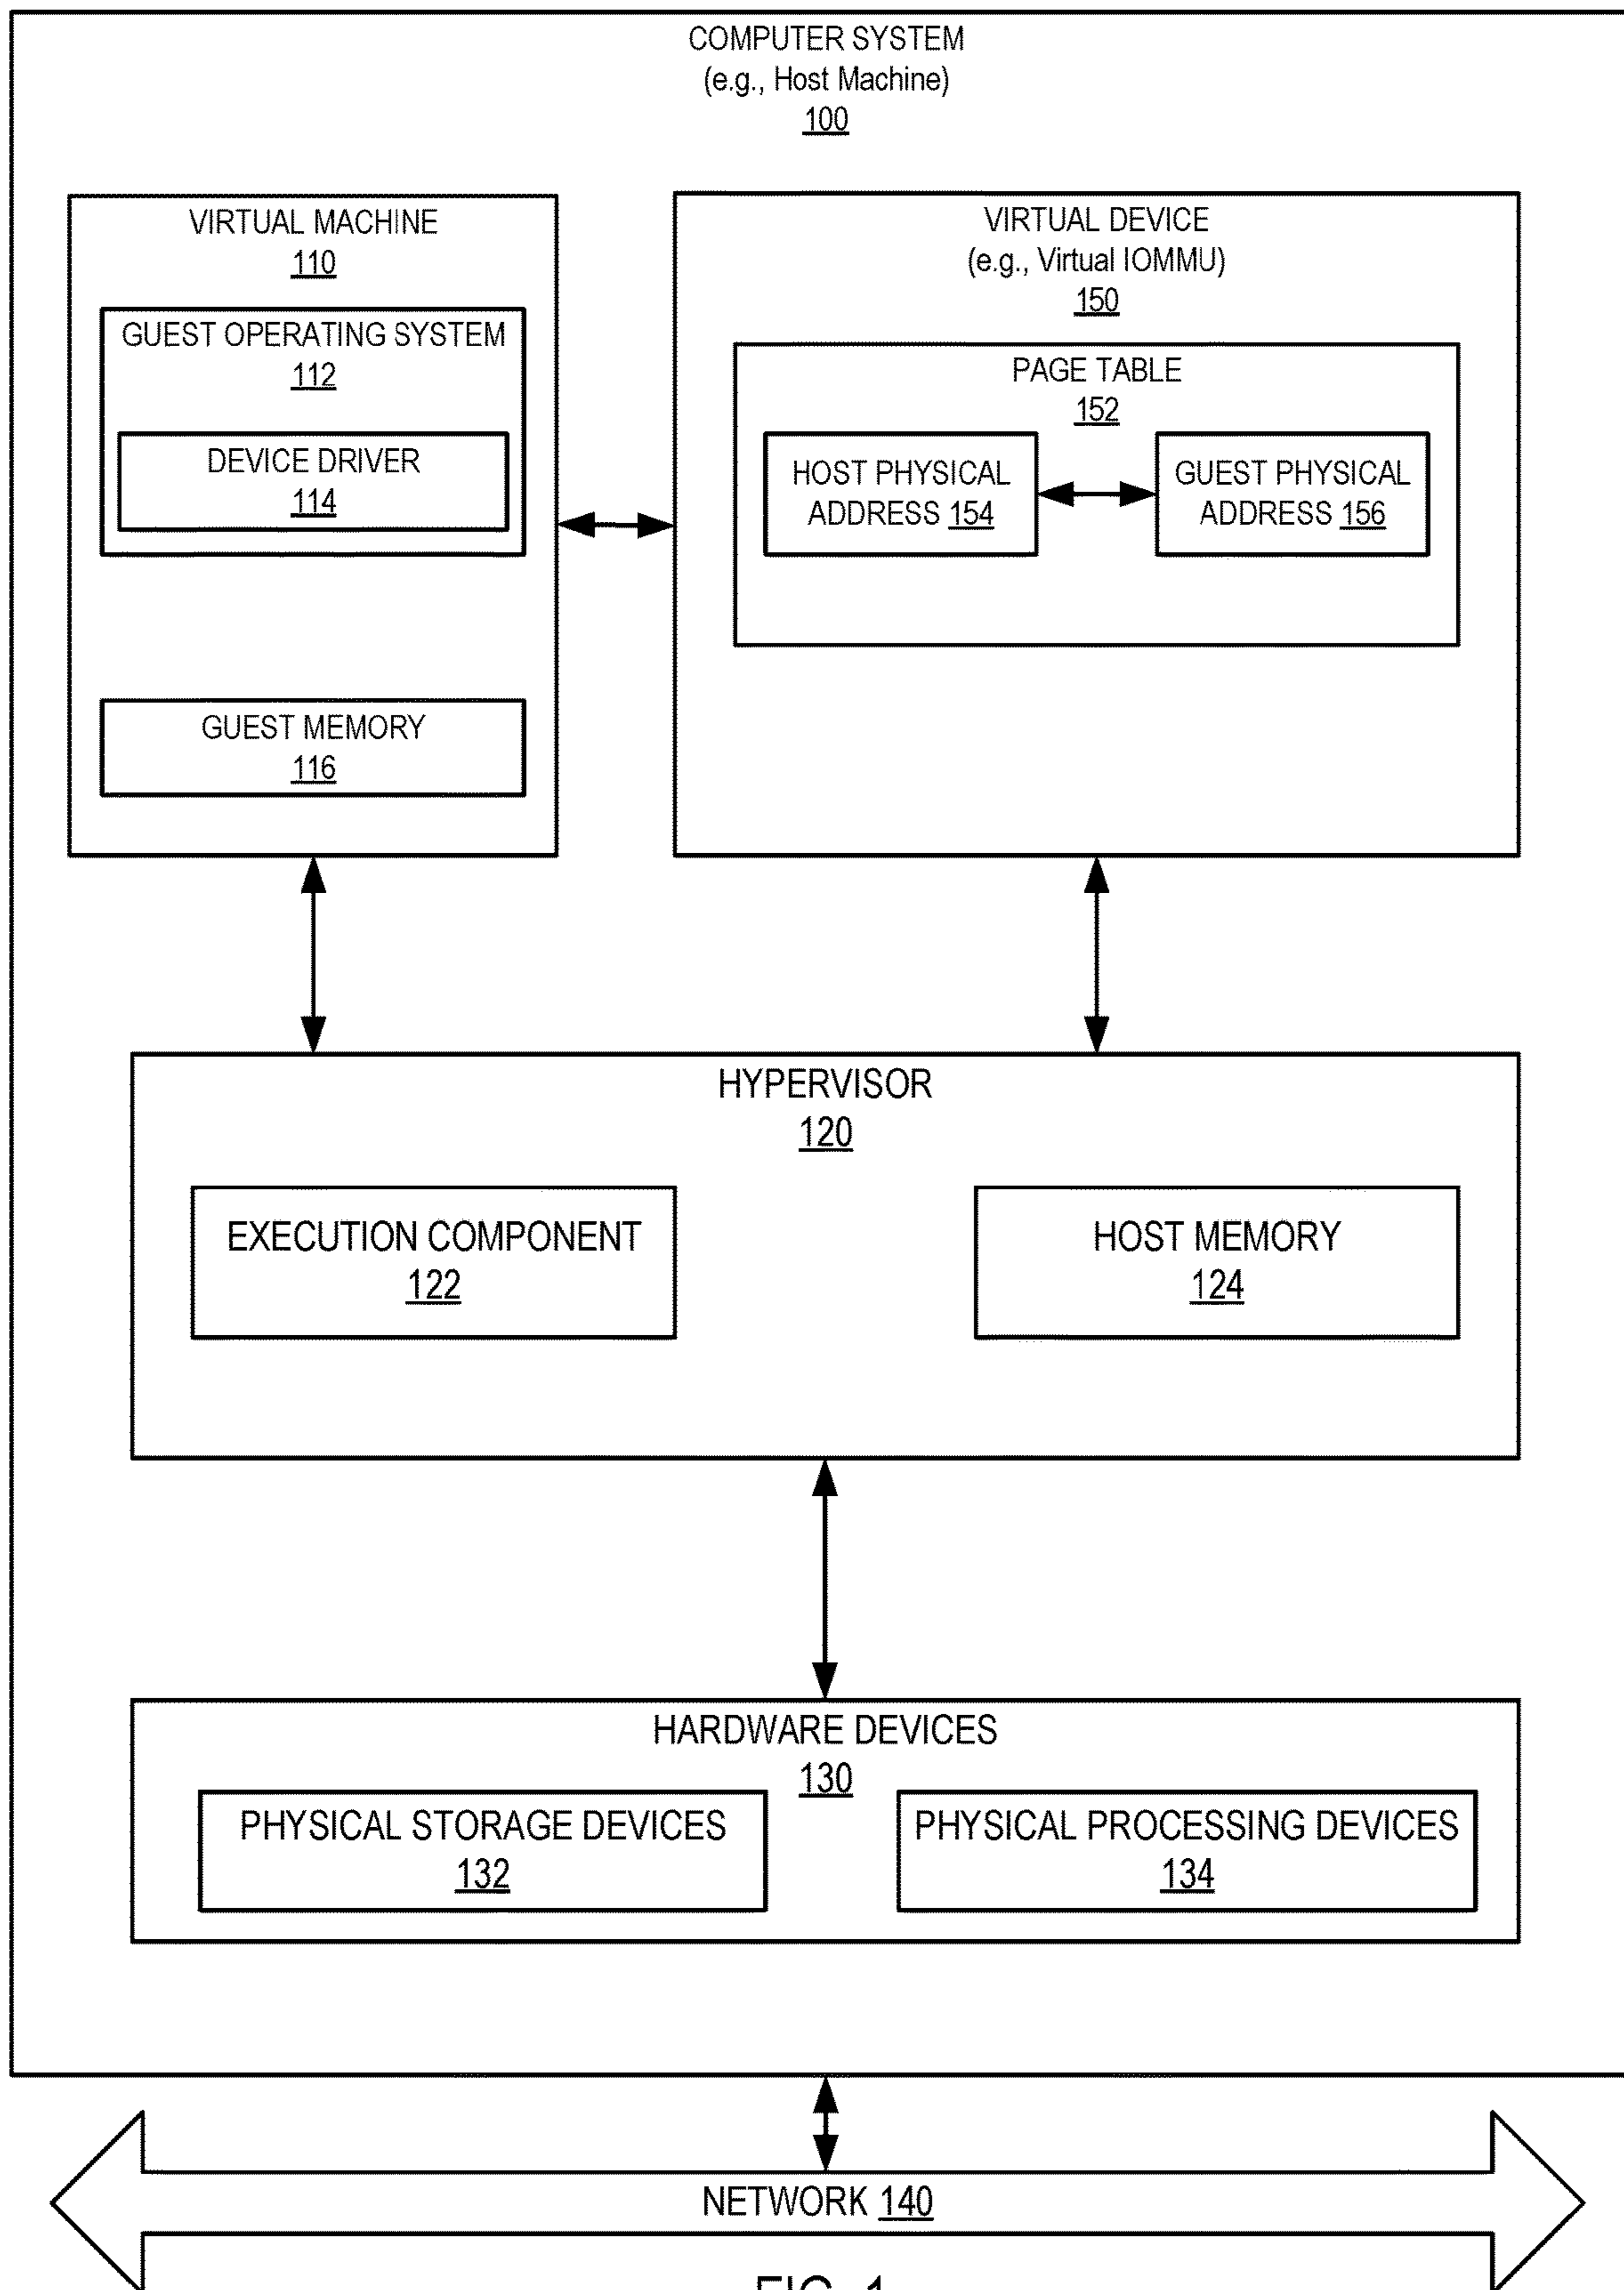 COMPUTER SYSTEM
(e.g., Host Machine)
100
VIRTUAL MACHINE
110
GUEST OPERATING SYSTEM
112
DEVICE DRIVER
114
GUEST MEMORY
116
VIRTUAL DEVICE
(e.g., Virtual IOMMU)
150
PAGE TABLE
152
HOST PHYSICAL
ADDRESS 154
GUEST PHYSICAL
ADDRESS 156
HYPERVISOR
120
EXECUTION COMPONENT
122
HOST MEMORY
124
HARDWARE DEVICES
130
PHYSICAL STORAGE DEVICES
132
PHYSICAL PROCESSING DEVICES
134
NETWORK 140
FIG. 1